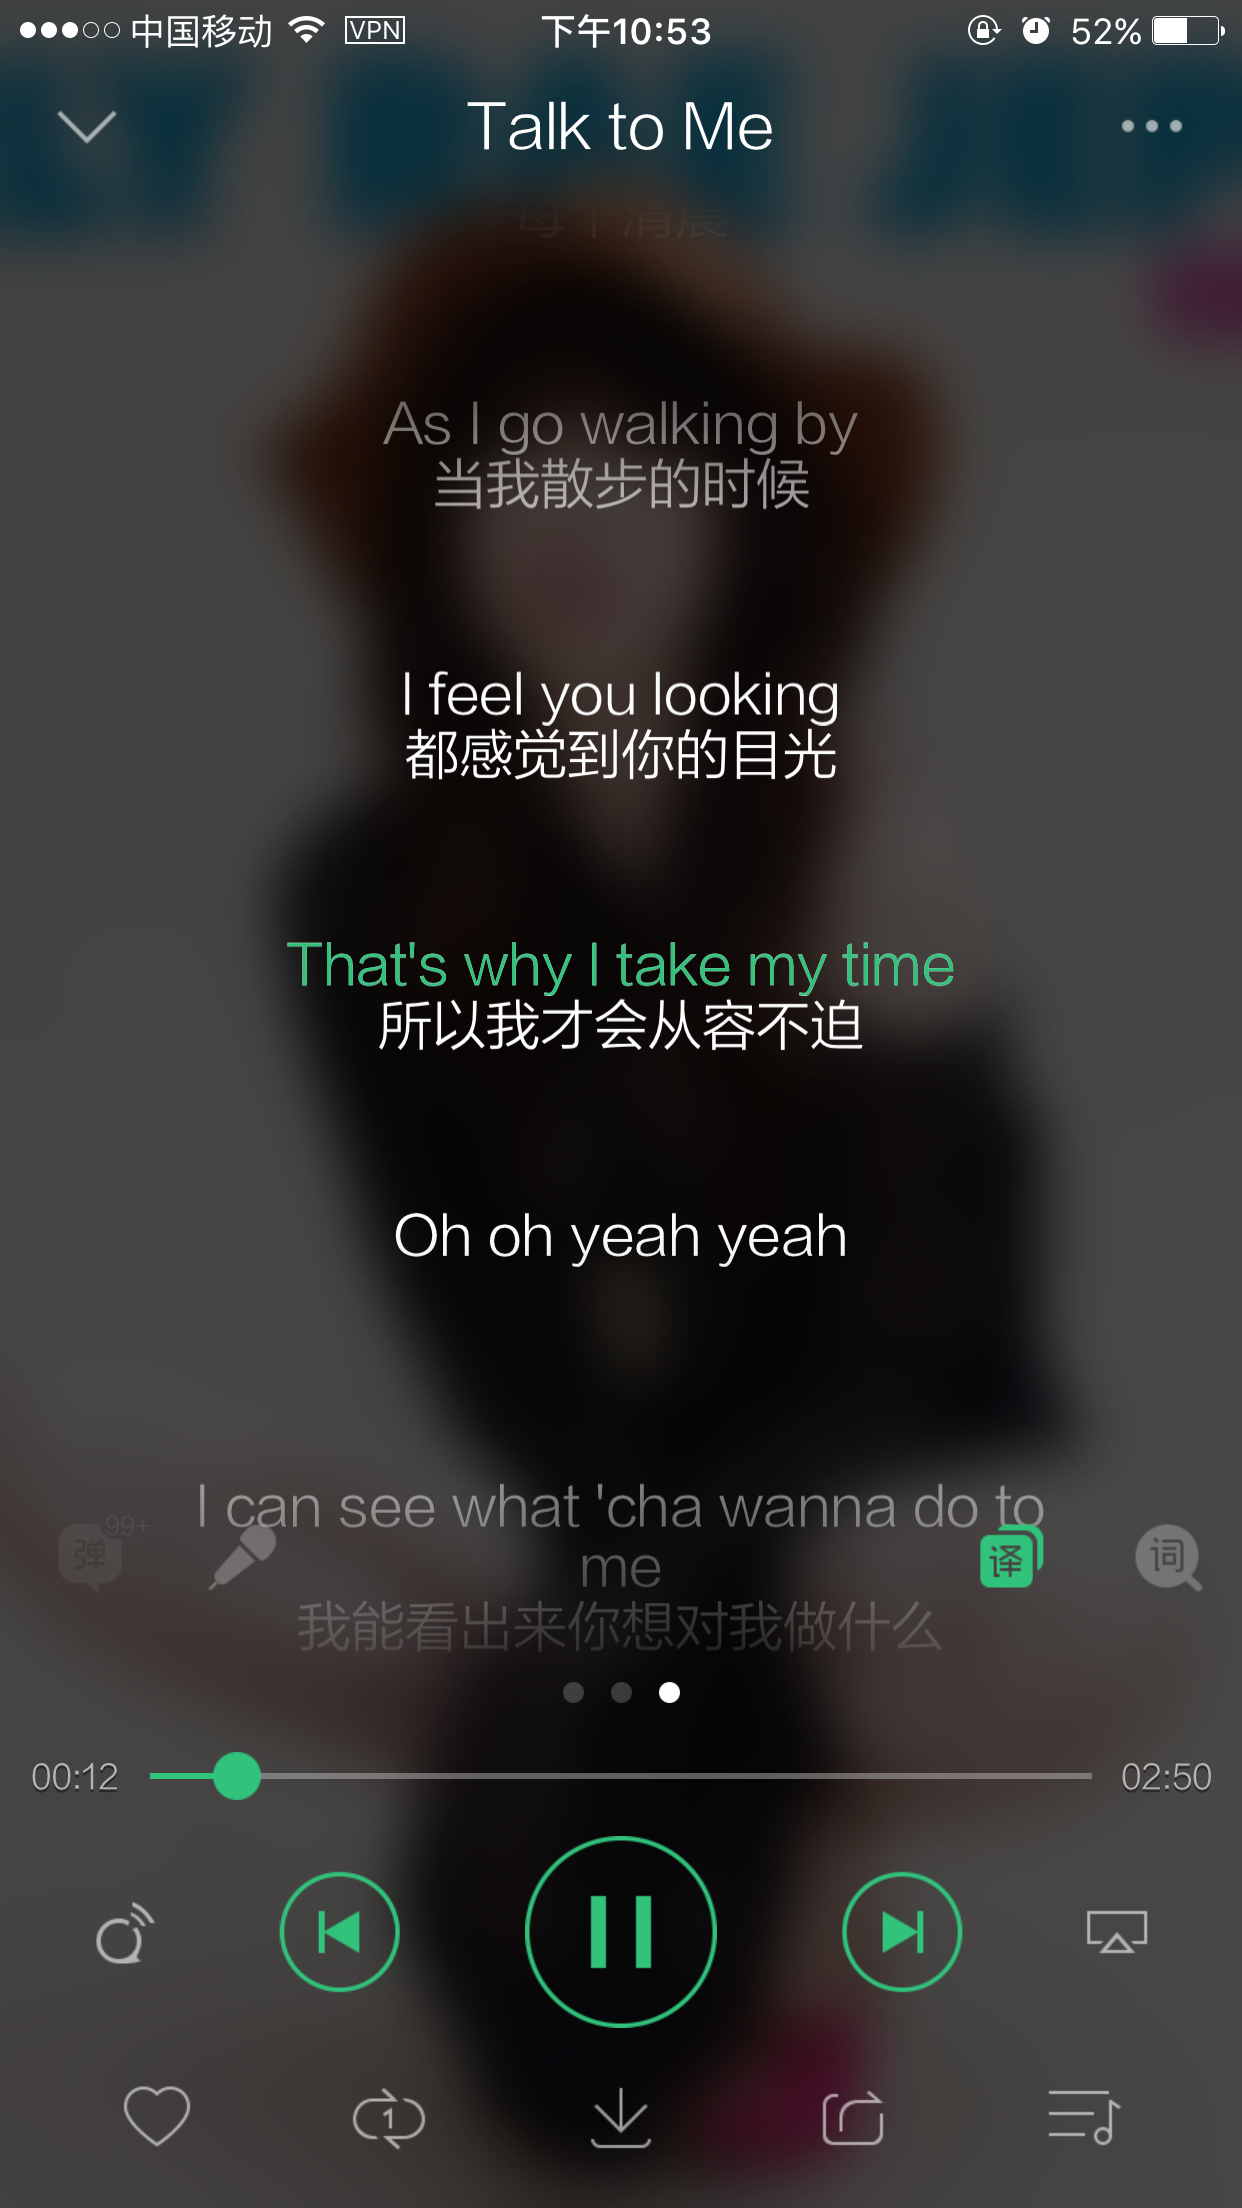 中国移动 VPN 下午10:53 52%
Talk to Me
每个清晨
As I go walking by
当我散步的时候
I feel you looking
都感觉到你的目光
That's why I take my time
所以我才会从容不迫
Oh oh yeah yeah
I can see what 'cha wanna do to
me
我能看出来你想对我做什么
弹 99+
译
词
00:12 02:50
1